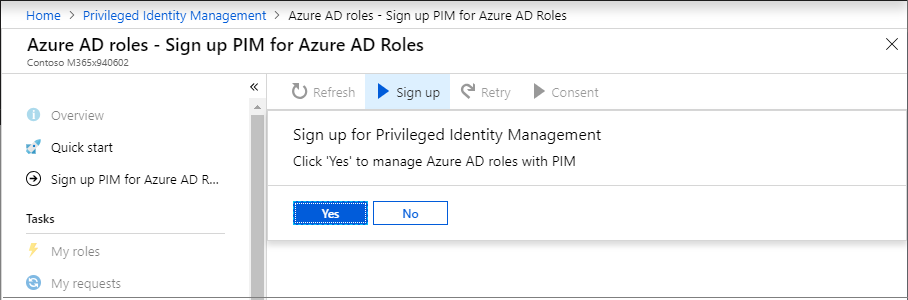 Home > Privileged Identity Management > Azure AD roles - Sign up PIM for Azure AD Roles
Azure AD roles - Sign up PIM for Azure AD Roles
Contoso M365x940602
Refresh Sign up Retry Consent
Overview
Quick start
Sign up PIM for Azure AD R...
Tasks
My roles
My requests
Sign up for Privileged Identity Management
Click 'Yes' to manage Azure AD roles with PIM
Yes No